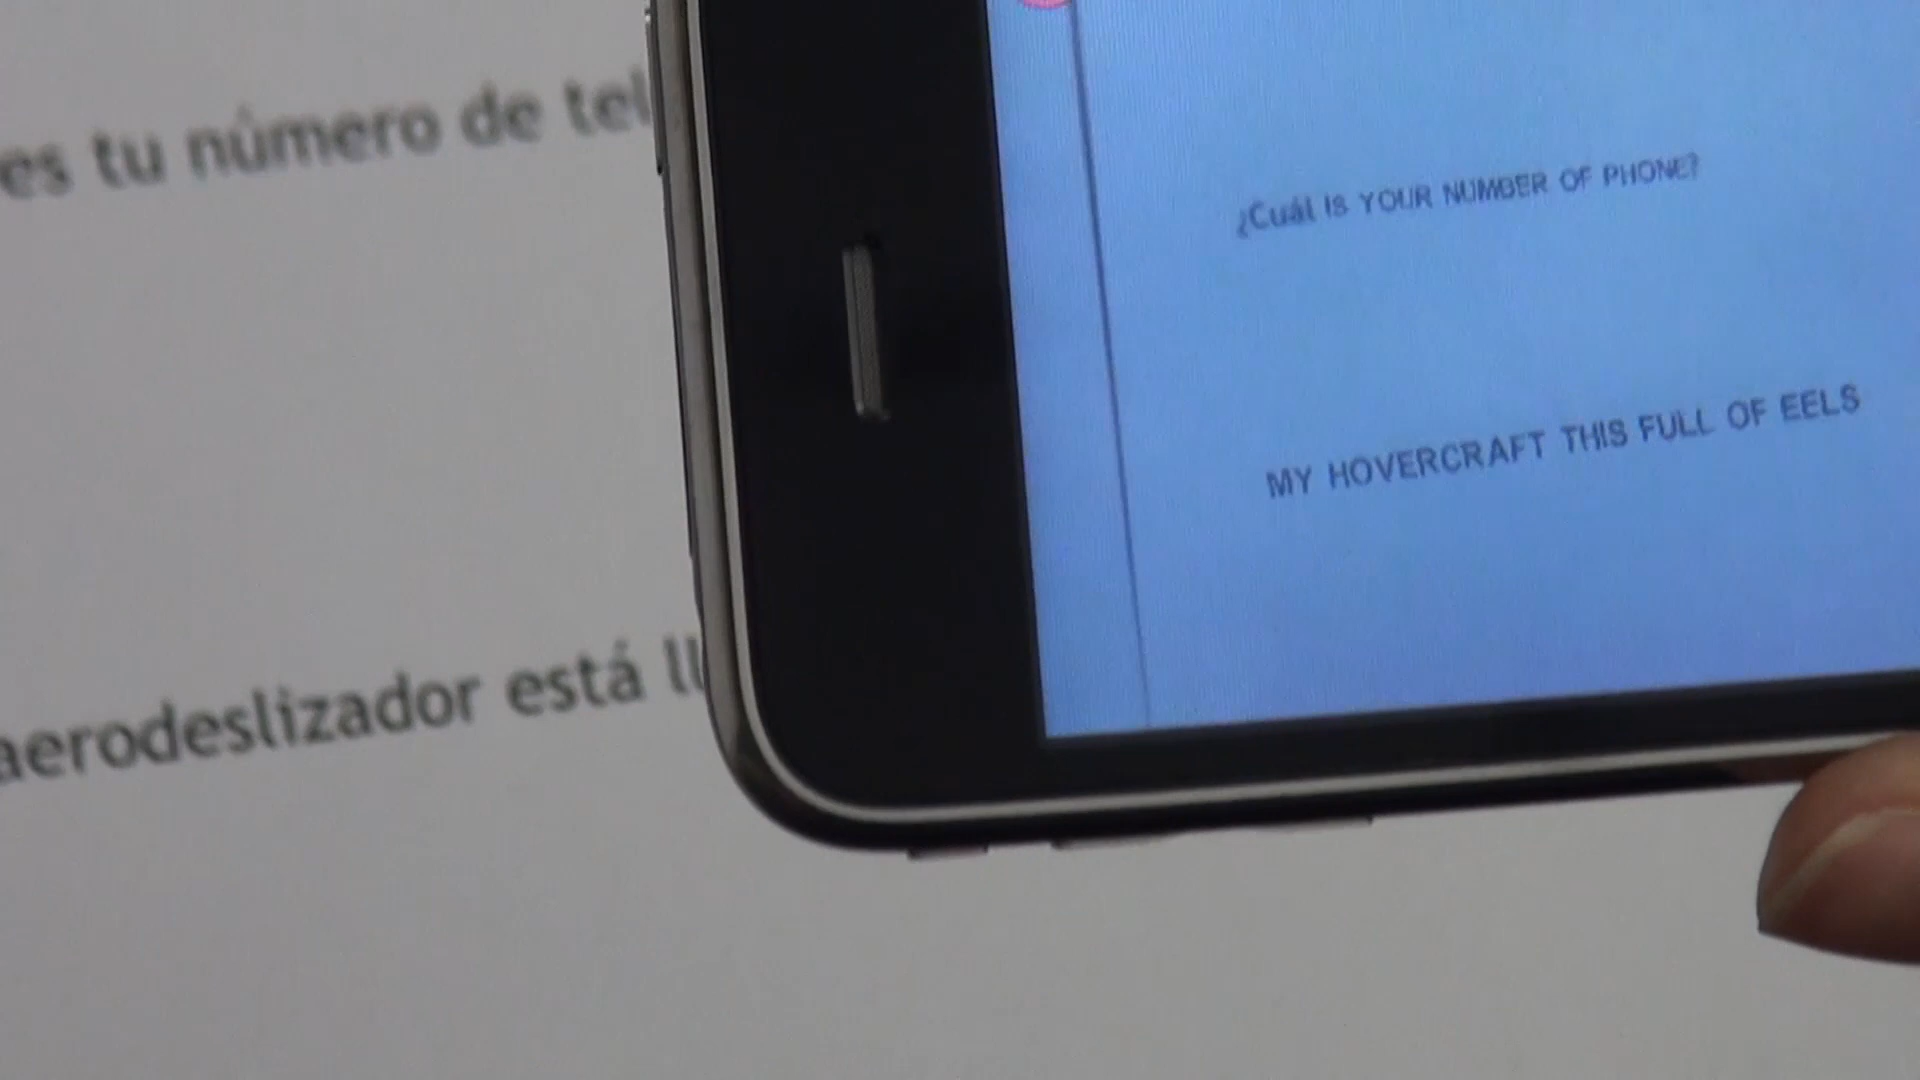 es tu número de tel
¿Cuál IS YOUR NUMBER OF PHONE?
MY HOVERCRAFT THIS FULL OF EELS
aerodeslizador está ll